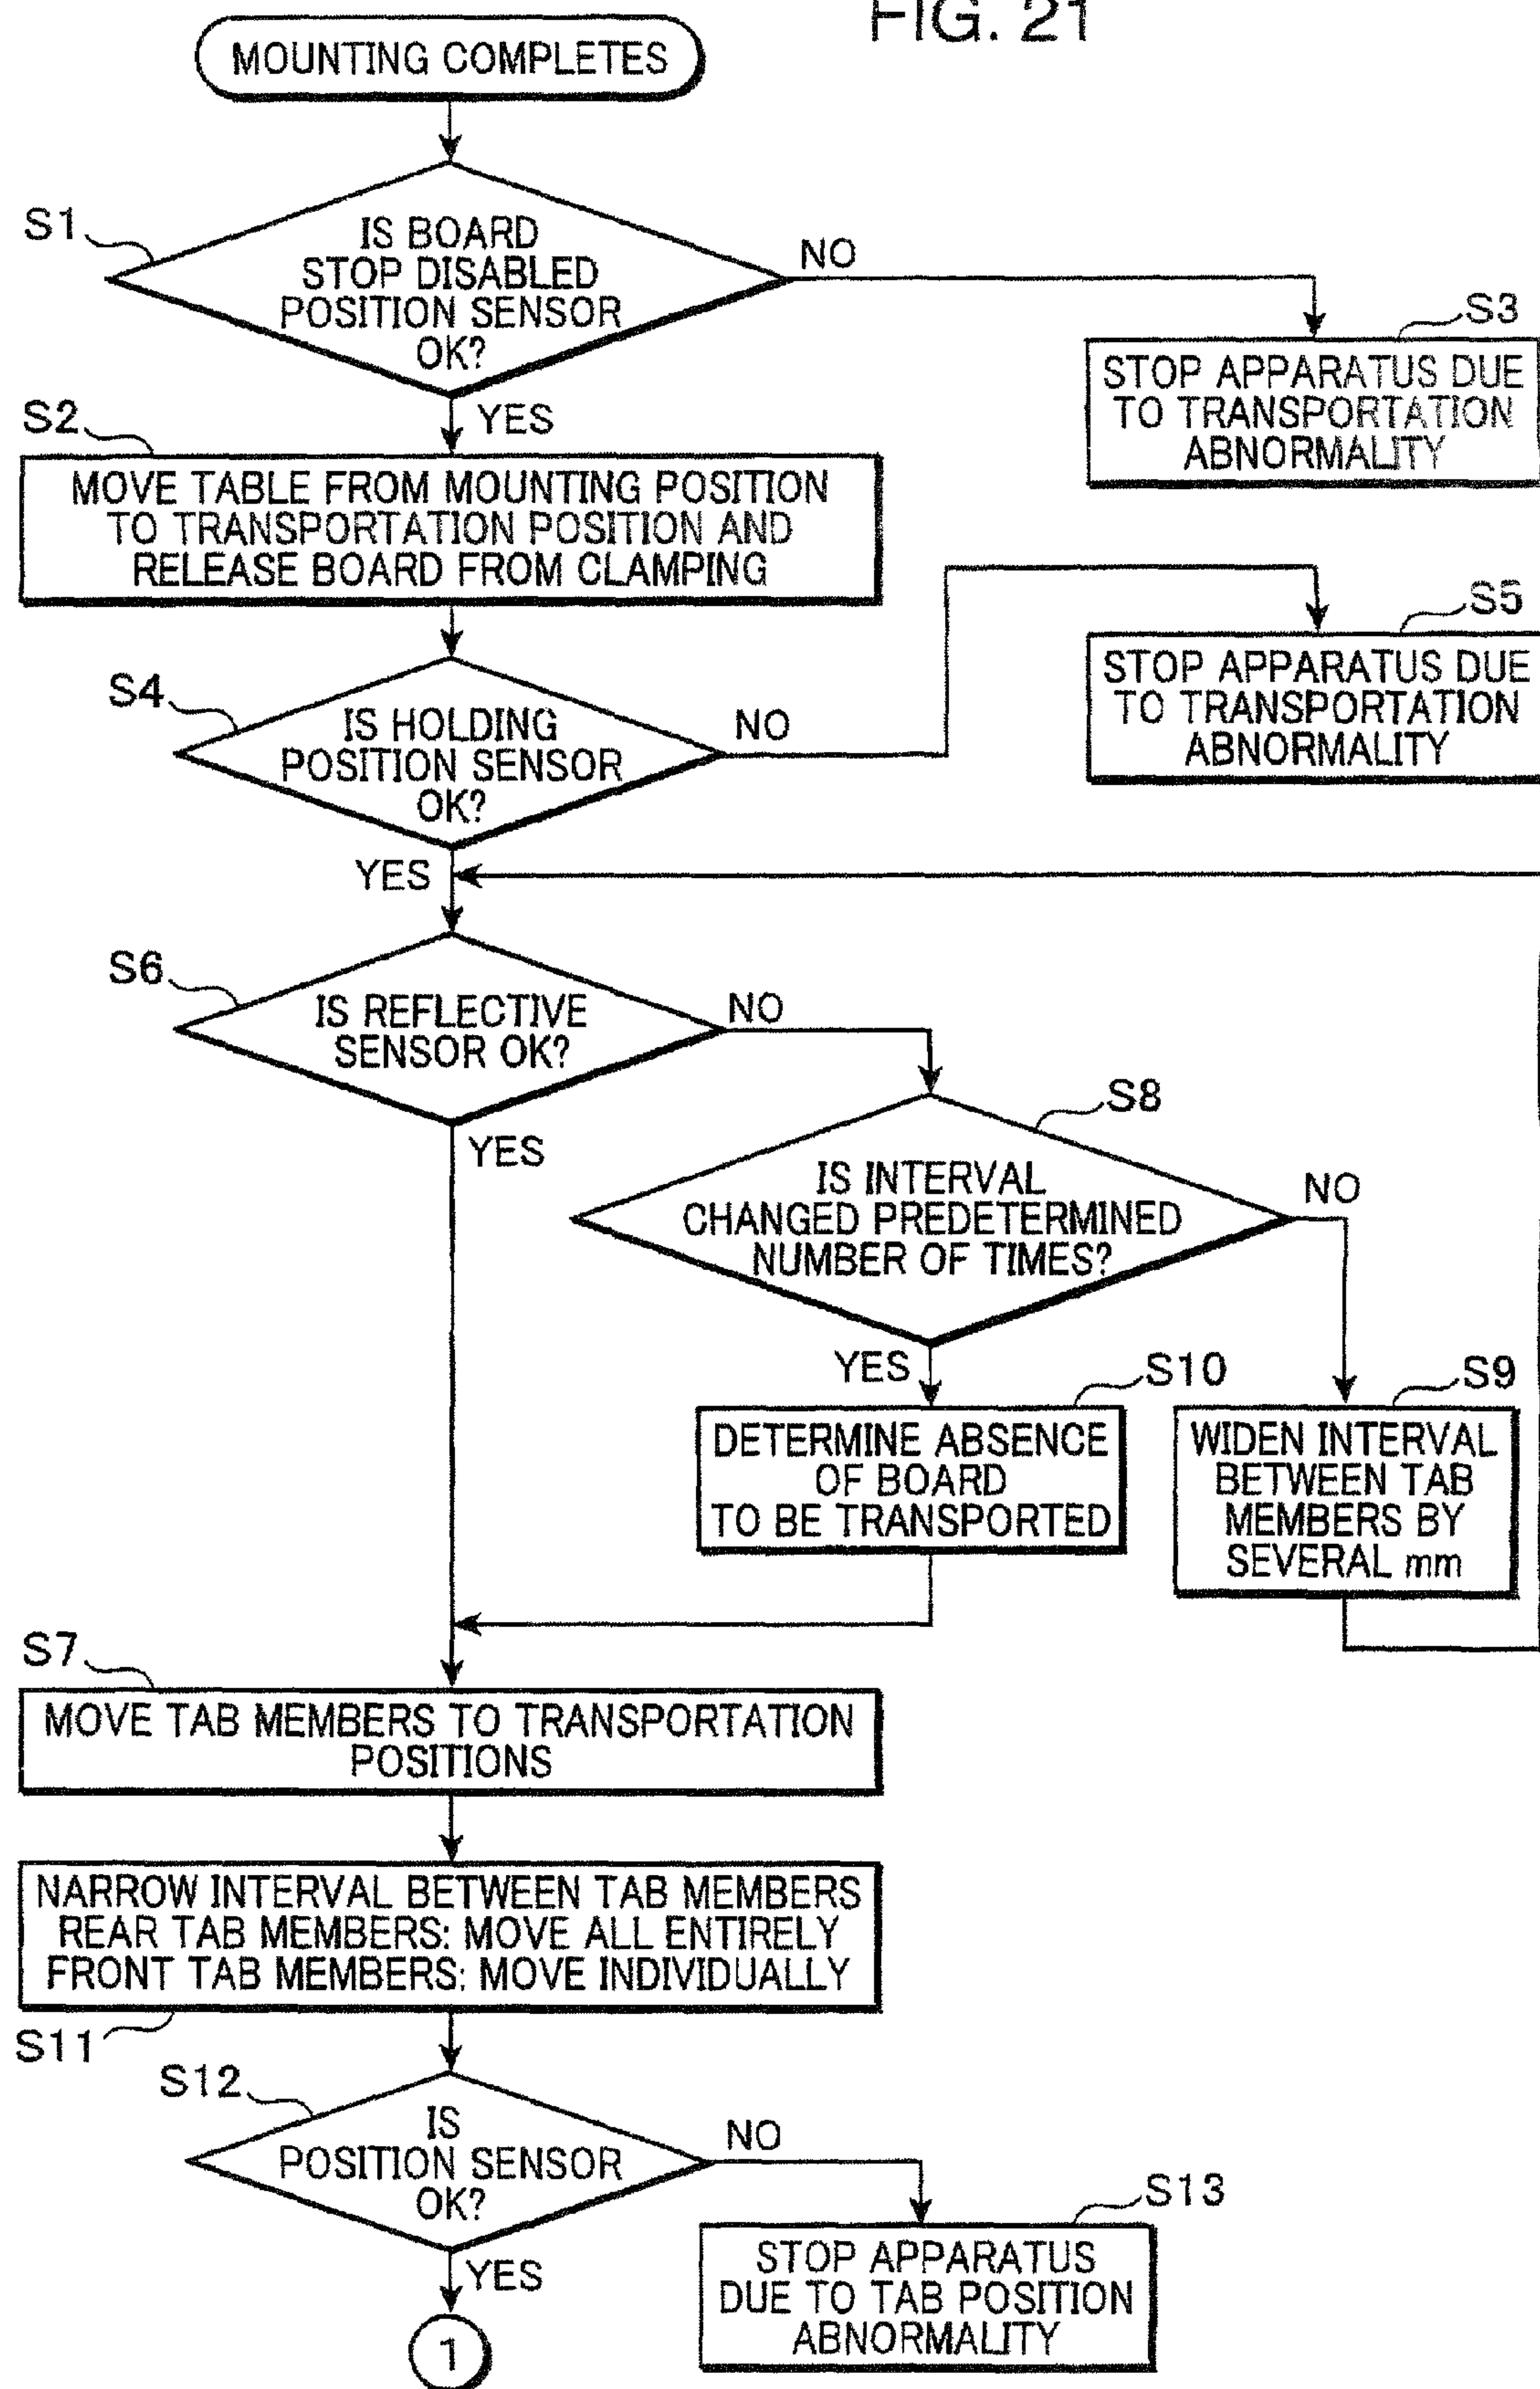 FIG. 21
MOUNTING COMPLETES
S1
IS BOARD
STOP DISABLED
POSITION SENSOR
OK?
NO
YES
S3
STOP APPARATUS DUE
TO TRANSPORTATION
ABNORMALITY
S2
MOVE TABLE FROM MOUNTING POSITION
TO TRANSPORTATION POSITION AND
RELEASE BOARD FROM CLAMPING
S4
IS HOLDING
POSITION SENSOR
OK?
NO
YES
S5
STOP APPARATUS DUE
TO TRANSPORTATION
ABNORMALITY
S6
IS REFLECTIVE
SENSOR OK?
NO
YES
S8
IS INTERVAL
CHANGED PREDETERMINED
NUMBER OF TIMES?
NO
YES
S10
DETERMINE ABSENCE
OF BOARD
TO BE TRANSPORTED
S9
WIDEN INTERVAL
BETWEEN TAB
MEMBERS BY
SEVERAL mm
S7
MOVE TAB MEMBERS TO TRANSPORTATION
POSITIONS
NARROW INTERVAL BETWEEN TAB MEMBERS
REAR TAB MEMBERS: MOVE ALL ENTIRELY
FRONT TAB MEMBERS: MOVE INDIVIDUALLY
S11
S12
IS
POSITION SENSOR
OK?
NO
YES
S13
STOP APPARATUS
DUE TO TAB POSITION
ABNORMALITY
1